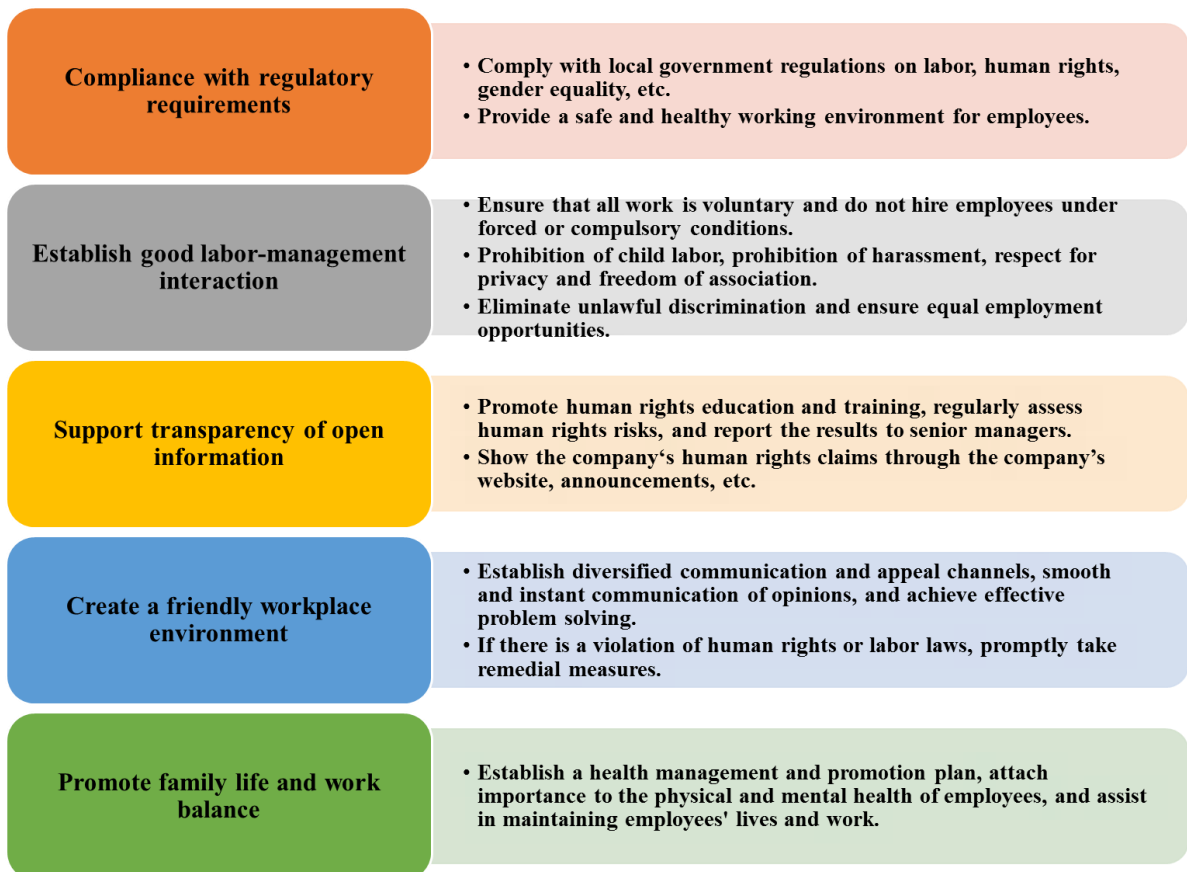 Compliance with regulatory
requirements
• Comply with local government regulations on labor, human rights,
gender equality, etc.
• Provide a safe and healthy working environment for employees.
Establish good labor-management
interaction
• Ensure that all work is voluntary and do not hire employees under
forced or compulsory conditions.
• Prohibition of child labor, prohibition of harassment, respect for
privacy and freedom of association.
• Eliminate unlawful discrimination and ensure equal employment
opportunities.
Support transparency of open
information
• Promote human rights education and training, regularly assess
human rights risks, and report the results to senior managers.
• Show the company‘s human rights claims through the company’s
website, announcements, etc.
Create a friendly workplace
environment
• Establish diversified communication and appeal channels, smooth
and instant communication of opinions, and achieve effective
problem solving.
• If there is a violation of human rights or labor laws, promptly take
remedial measures.
Promote family life and work
balance
• Establish a health management and promotion plan, attach
importance to the physical and mental health of employees, and assist
in maintaining employees' lives and work.